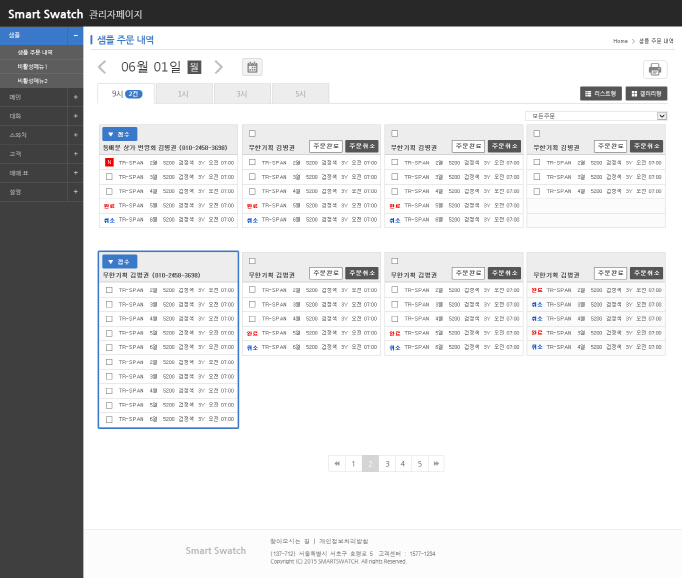 Smart Swatch 관리자페이지
샘플 −
샘플 주문 내역
비활성메뉴1
비활성메뉴2
메인 +
대화 +
스와치 +
고객 +
매매.표 +
설정 +
샘플 주문 내역
Home > 샘플 주문 내역
06월 01일 월
9시 2건 1시 3시 5시
리스트형 갤러리형
모든주문
▼ 접수
동빼문 상가 번영회 김병권 (010-2458-3698)
N TR-SPAN 2월 5200 검정색 3Y 오전 07:00
TR-SPAN 3월 5200 검정색 3Y 오전 07:00
TR-SPAN 4월 5200 검정색 3Y 오전 07:00
완료 TR-SPAN 5월 5200 검정색 3Y 오전 07:00
취소 TR-SPAN 6월 5200 검정색 3Y 오전 07:00
무한기획 김병권 주문완료 주문취소
TR-SPAN 2월 5200 검정색 3Y 오전 07:00
TR-SPAN 3월 5200 검정색 3Y 오전 07:00
TR-SPAN 4월 5200 검정색 3Y 오전 07:00
완료 TR-SPAN 5월 5200 검정색 3Y 오전 07:00
취소 TR-SPAN 6월 5200 검정색 3Y 오전 07:00
무한기획 김병권 주문완료 주문취소
TR-SPAN 2월 5200 검정색 3Y 오전 07:00
TR-SPAN 3월 5200 검정색 3Y 오전 07:00
TR-SPAN 4월 5200 검정색 3Y 오전 07:00
완료 TR-SPAN 5월 5200 검정색 3Y 오전 07:00
취소 TR-SPAN 6월 5200 검정색 3Y 오전 07:00
무한기획 김병권 주문완료 주문취소
TR-SPAN 2월 5200 검정색 3Y 오전 07:00
TR-SPAN 3월 5200 검정색 3Y 오전 07:00
TR-SPAN 4월 5200 검정색 3Y 오전 07:00
▼ 접수
무한기획 김병권 (010-2458-3698)
TR-SPAN 2월 5200 검정색 3Y 오전 07:00
TR-SPAN 3월 5200 검정색 3Y 오전 07:00
TR-SPAN 4월 5200 검정색 3Y 오전 07:00
TR-SPAN 5월 5200 검정색 3Y 오전 07:00
TR-SPAN 6월 5200 검정색 3Y 오전 07:00
TR-SPAN 2월 5200 검정색 3Y 오전 07:00
TR-SPAN 3월 5200 검정색 3Y 오전 07:00
TR-SPAN 4월 5200 검정색 3Y 오전 07:00
TR-SPAN 5월 5200 검정색 3Y 오전 07:00
TR-SPAN 6월 5200 검정색 3Y 오전 07:00
무한기획 김병권 주문완료 주문취소
TR-SPAN 2월 5200 검정색 3Y 오전 07:00
TR-SPAN 3월 5200 검정색 3Y 오전 07:00
TR-SPAN 4월 5200 검정색 3Y 오전 07:00
완료 TR-SPAN 5월 5200 검정색 3Y 오전 07:00
취소 TR-SPAN 6월 5200 검정색 3Y 오전 07:00
무한기획 김병권 주문완료 주문취소
TR-SPAN 2월 5200 검정색 3Y 오전 07:00
TR-SPAN 3월 5200 검정색 3Y 오전 07:00
TR-SPAN 4월 5200 검정색 3Y 오전 07:00
완료 TR-SPAN 5월 5200 검정색 3Y 오전 07:00
취소 TR-SPAN 6월 5200 검정색 3Y 오전 07:00
무한기획 김병권 주문완료 주문취소
완료 TR-SPAN 2월 5200 검정색 3Y 오전 07:00
취소 TR-SPAN 3월 5200 검정색 3Y 오전 07:00
취소 TR-SPAN 4월 5200 검정색 3Y 오전 07:00
완료 TR-SPAN 3월 5200 검정색 3Y 오전 07:00
취소 TR-SPAN 4월 5200 검정색 3Y 오전 07:00
1 2 3 4 5
Smart Swatch
찾아오시는 길 | 개인정보처리방침
(137-712) 서울특별시 서초구 효령로 5 고객센터 : 1577-1234
Copyright (C) 2015 SMARTSWATCH. All rights Reserved.